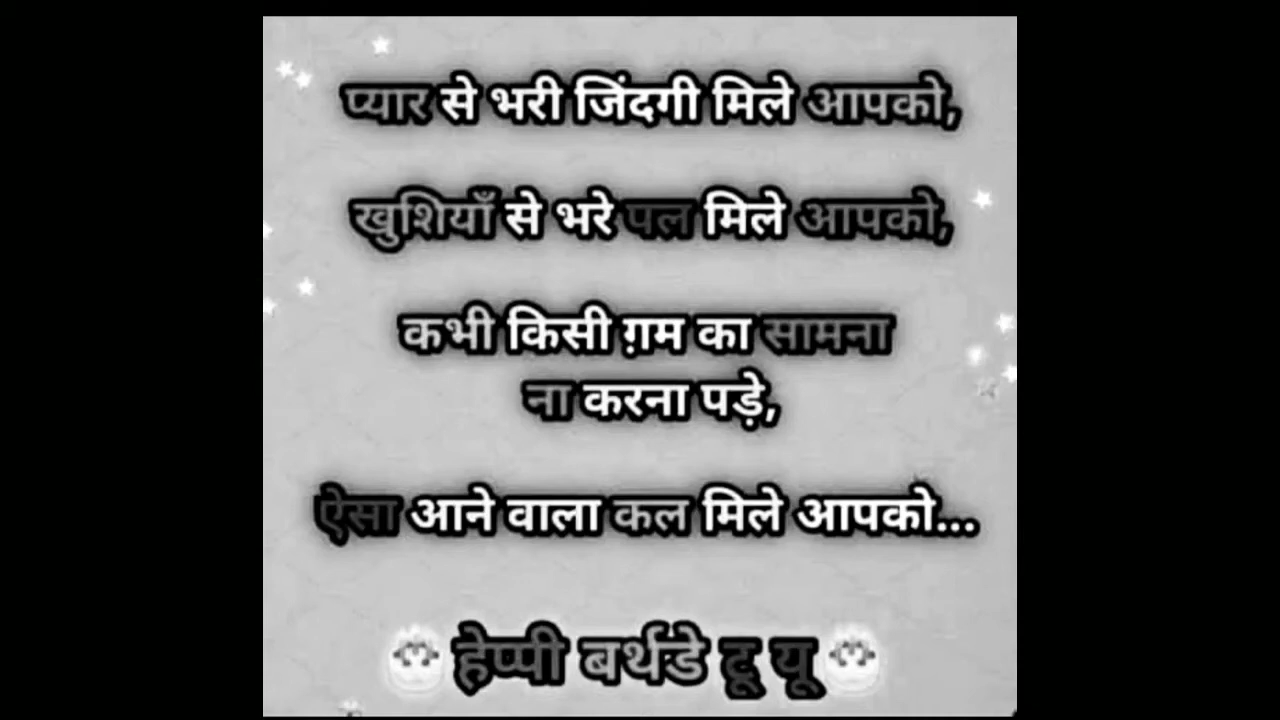 प्यार से भरी जिंदगी मिले आपको,
खुशियाँ से भरे पल मिले आपको,
कभी किसी ग़म का सामना
ना करना पड़े,
ऐसा आने वाला कल मिले आपको...
हेप्पी बर्थडे टू यू